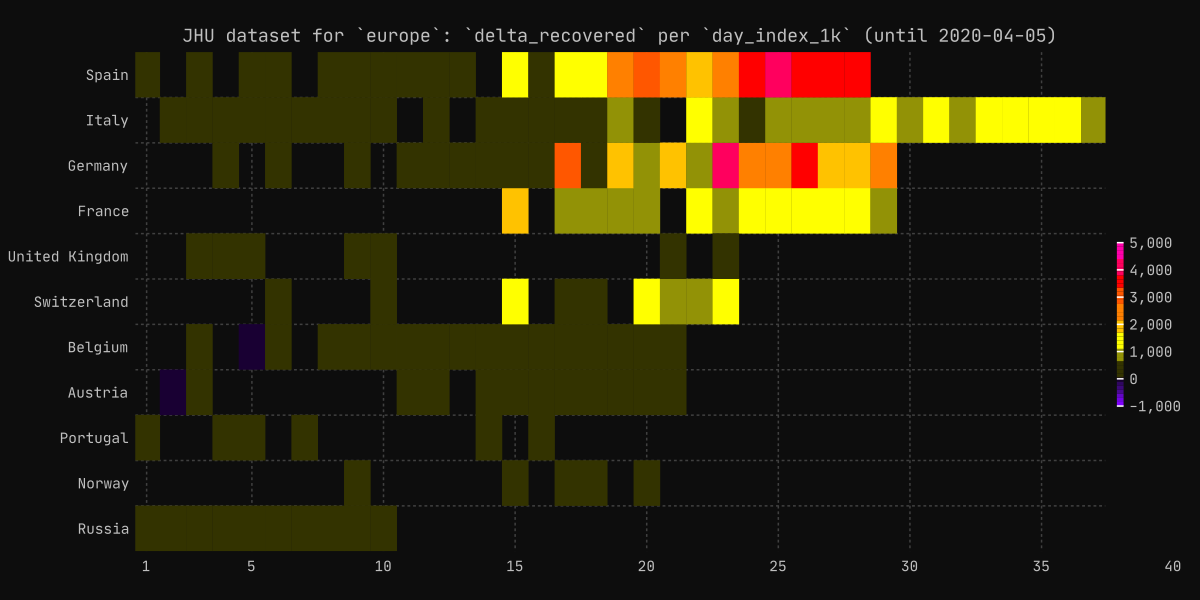 JHU dataset for `europe`: `delta_recovered` per `day_index_1k` (until 2020-04-05)
Spain
Italy
Germany
France
United Kingdom
Switzerland
Belgium
Austria
Portugal
Norway
Russia
1 5 10 15 20 25 30 35 40
5,000
4,000
3,000
2,000
1,000
0
-1,000